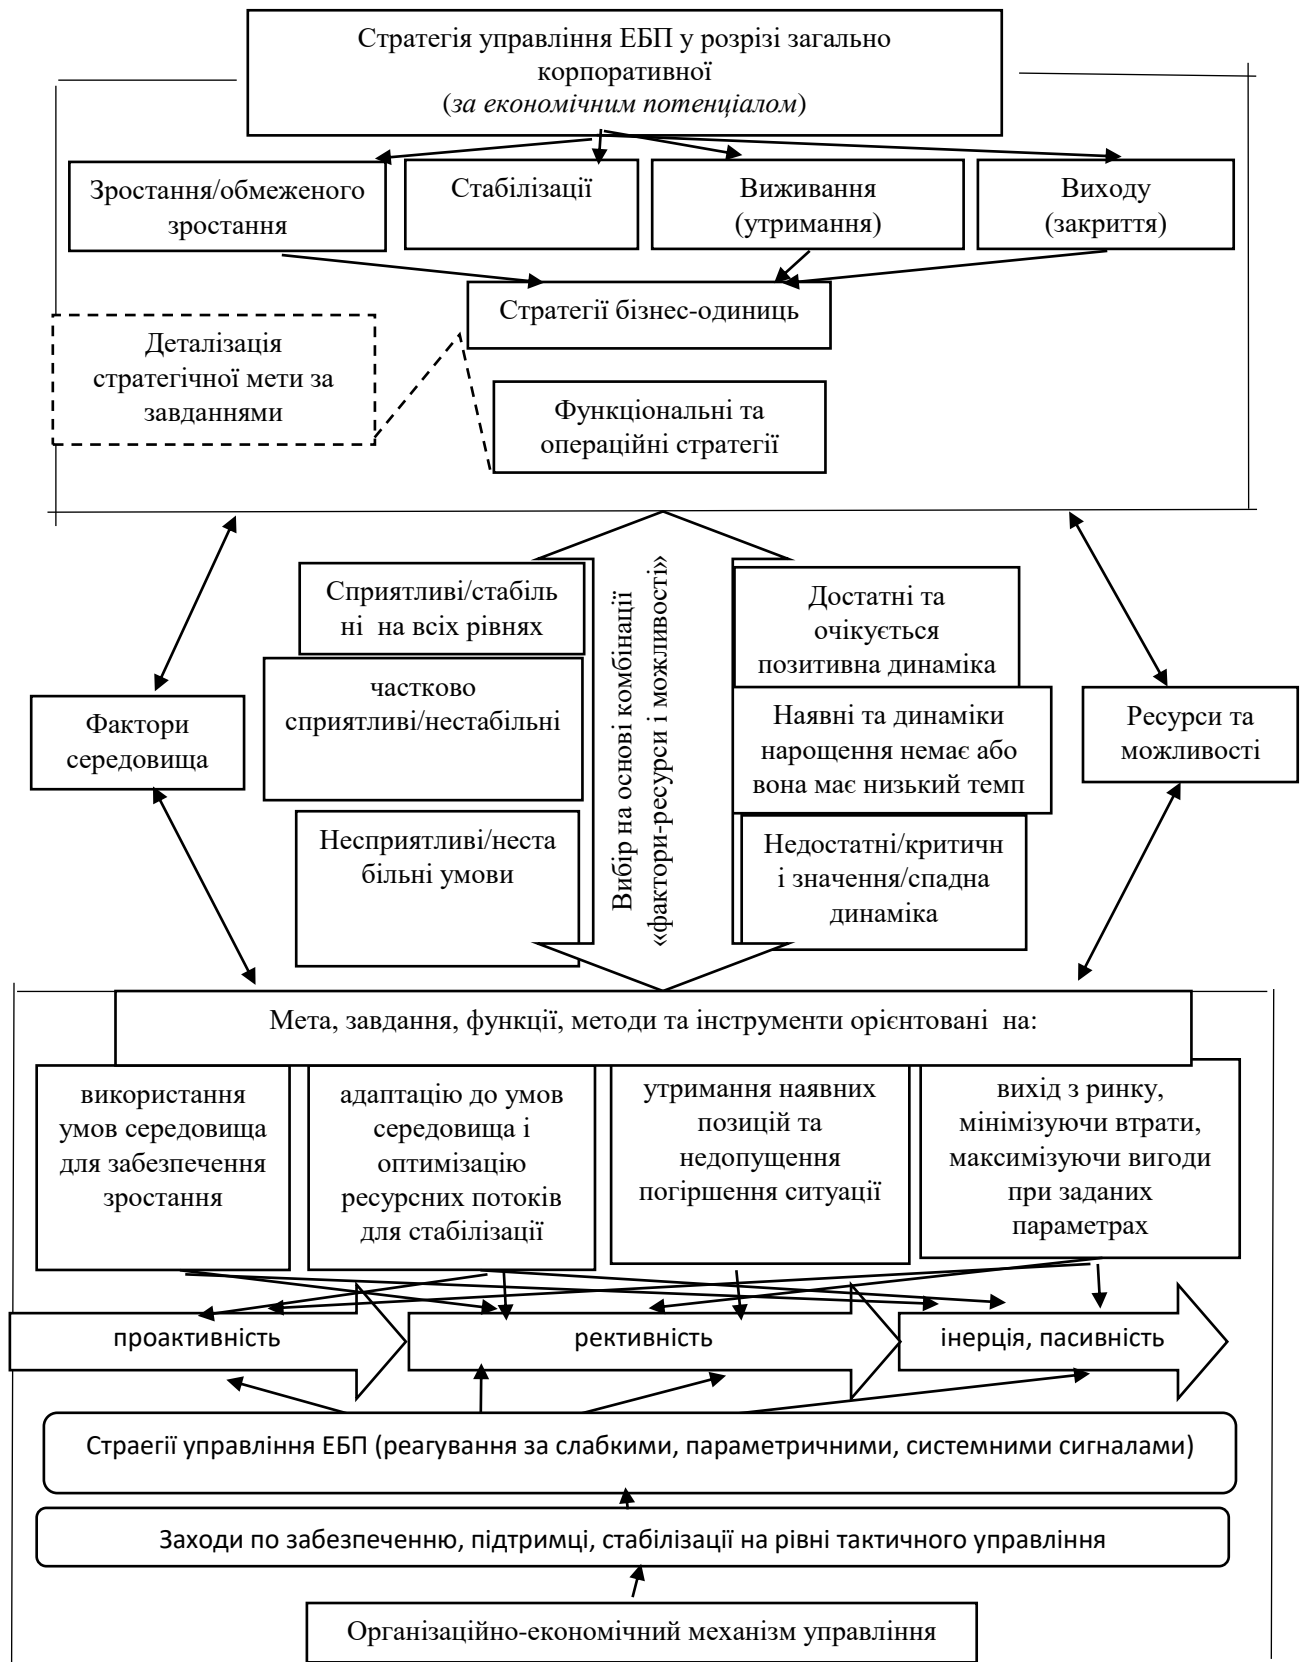 Стратегія управління ЕБП у розрізі загально
корпоративної
(за економічним потенціалом)
Зростання/обмеженого
зростання
Стабілізації
Виживання
(утримання)
Виходу
(закриття)
Стратегії бізнес-одиниць
Деталізація
стратегічної мети за
завданнями
Функціональні та
операційні стратегії
Сприятливі/стабіль
ні на всіх рівнях
частково
сприятливі/нестабільні
Несприятливі/неста
більні умови
Фактори
середовища
Вибір на основі комбінації
«фактори-ресурси і можливості»
Достатні та
очікується
позитивна динаміка
Наявні та динаміки
нарощення немає або
вона має низький темп
Недостатні/критичн
і значення/спадна
динаміка
Ресурси та
можливості
Мета, завдання, функції, методи та інструменти орієнтовані на:
використання
умов середовища
для забезпечення
зростання
адаптацію до умов
середовища і
оптимізацію
ресурсних потоків
для стабілізації
утримання наявних
позицій та
недопущення
погіршення ситуації
вихід з ринку,
мінімізуючи втрати,
максимізуючи вигоди
при заданих
параметрах
проактивність
рективність
інерція, пасивність
Страегії управління ЕБП (реагування за слабкими, параметричними, системними сигналами)
Заходи по забезпеченню, підтримці, стабілізації на рівні тактичного управління
Організаційно-економічний механізм управління